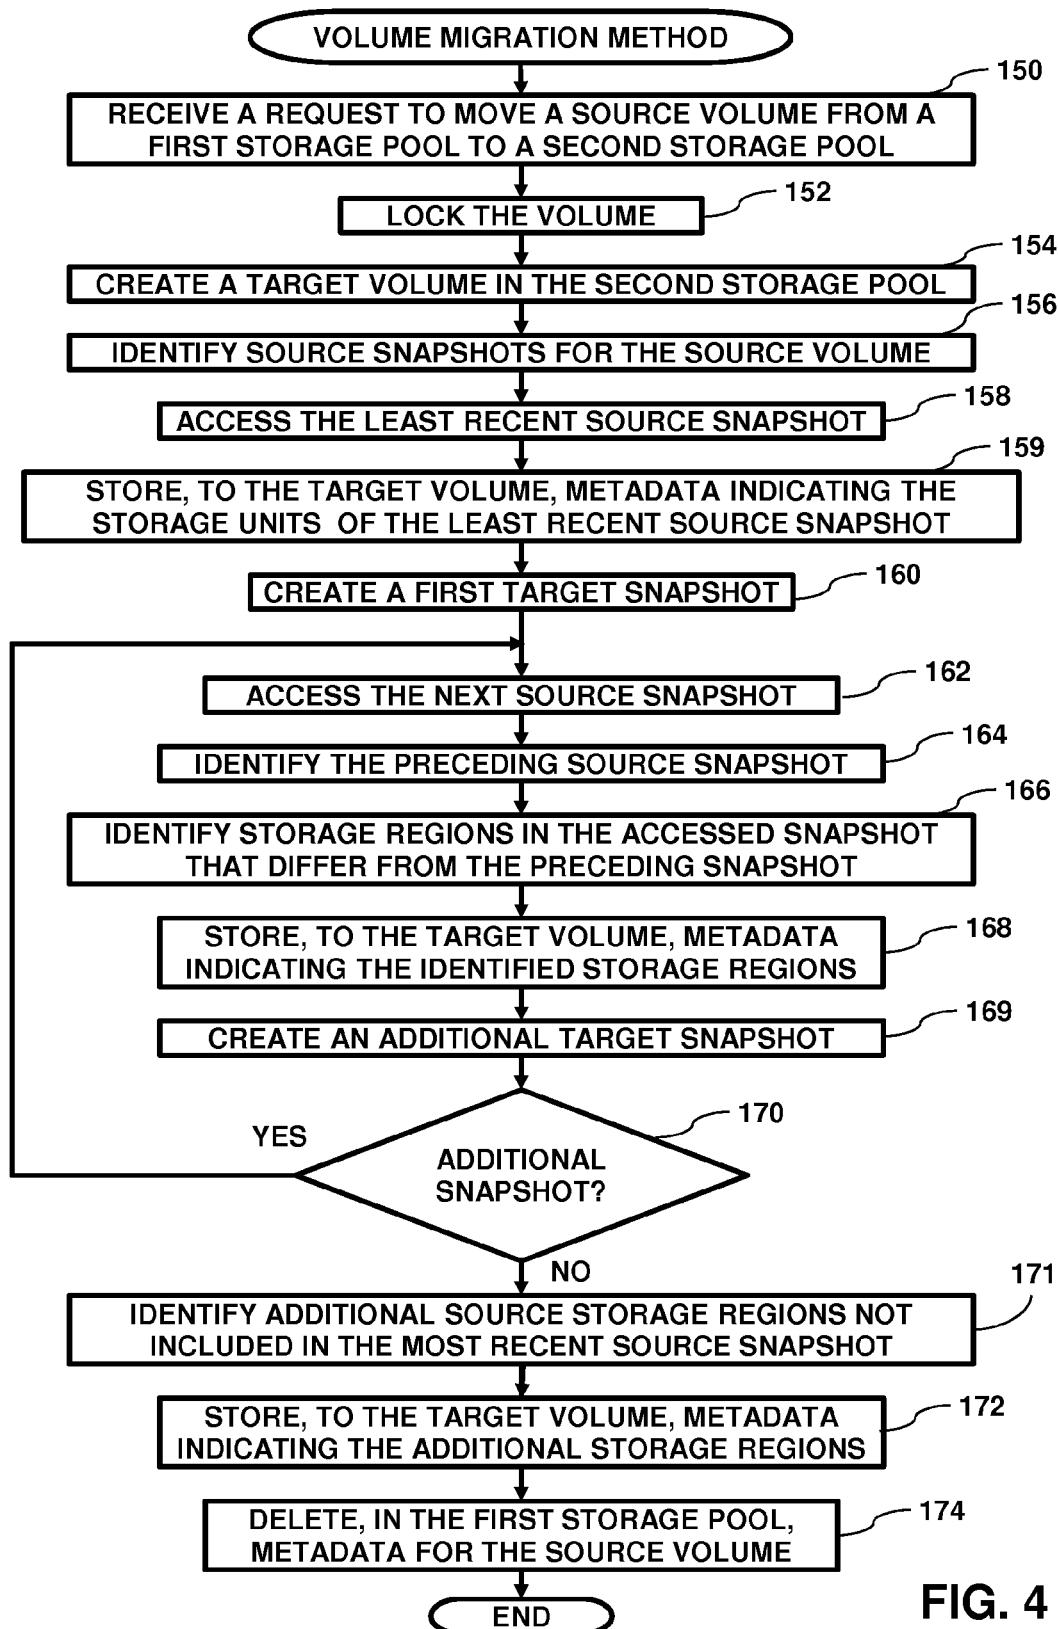 VOLUME MIGRATION METHOD
150
RECEIVE A REQUEST TO MOVE A SOURCE VOLUME FROM A
FIRST STORAGE POOL TO A SECOND STORAGE POOL
152
LOCK THE VOLUME
154
CREATE A TARGET VOLUME IN THE SECOND STORAGE POOL
156
IDENTIFY SOURCE SNAPSHOTS FOR THE SOURCE VOLUME
158
ACCESS THE LEAST RECENT SOURCE SNAPSHOT
159
STORE, TO THE TARGET VOLUME, METADATA INDICATING THE
STORAGE UNITS OF THE LEAST RECENT SOURCE SNAPSHOT
160
CREATE A FIRST TARGET SNAPSHOT
162
ACCESS THE NEXT SOURCE SNAPSHOT
164
IDENTIFY THE PRECEDING SOURCE SNAPSHOT
166
IDENTIFY STORAGE REGIONS IN THE ACCESSED SNAPSHOT
THAT DIFFER FROM THE PRECEDING SNAPSHOT
168
STORE, TO THE TARGET VOLUME, METADATA
INDICATING THE IDENTIFIED STORAGE REGIONS
169
CREATE AN ADDITIONAL TARGET SNAPSHOT
170
YES
ADDITIONAL
SNAPSHOT?
NO
171
IDENTIFY ADDITIONAL SOURCE STORAGE REGIONS NOT
INCLUDED IN THE MOST RECENT SOURCE SNAPSHOT
172
STORE, TO THE TARGET VOLUME, METADATA
INDICATING THE ADDITIONAL STORAGE REGIONS
174
DELETE, IN THE FIRST STORAGE POOL,
METADATA FOR THE SOURCE VOLUME
END
FIG. 4